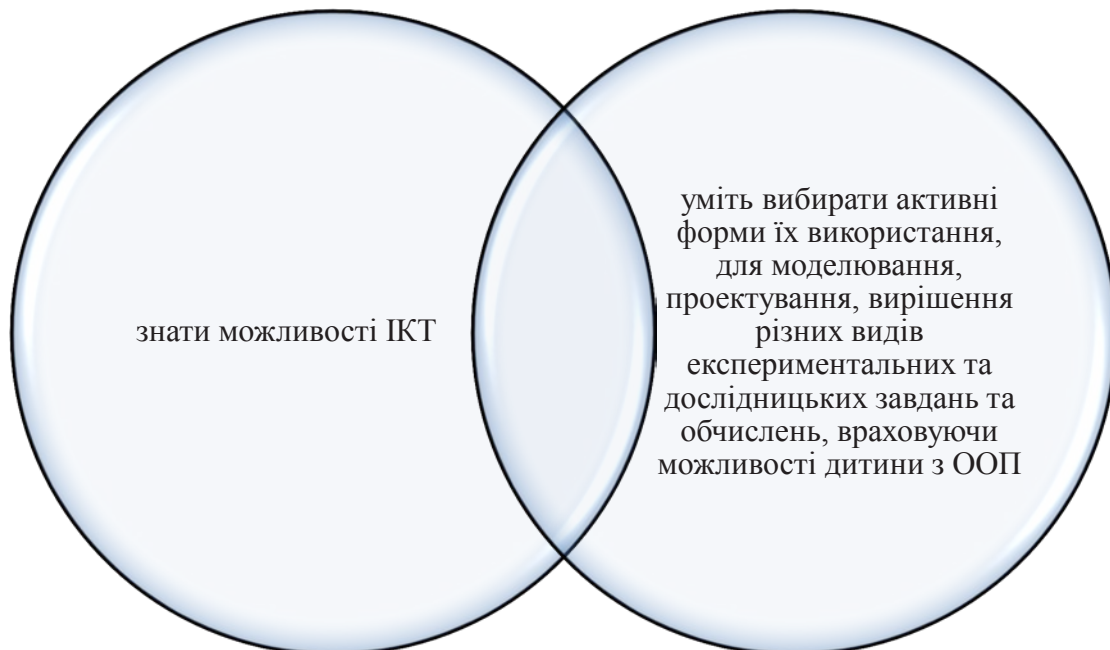 знати можливості ІКТ
уміть вибирати активні
форми їх використання,
для моделювання,
проектування, вирішення
різних видів
експериментальних та
дослідницьких завдань та
обчислень, враховуючи
можливості дитини з ООП